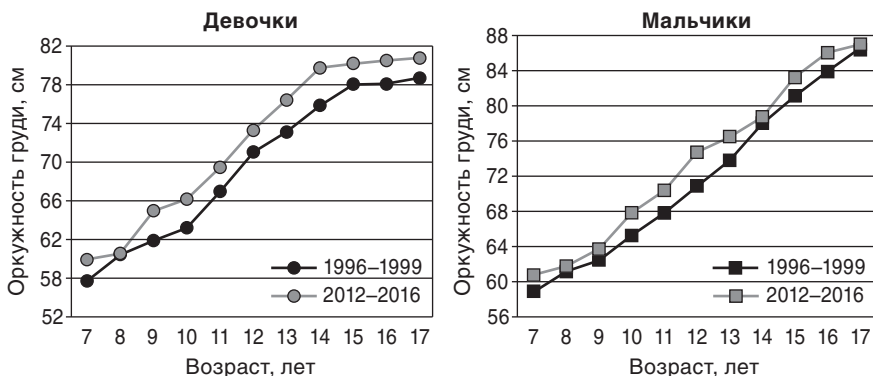 Девочки
Оркужность груди, см
82
78
74
70
66
62
58
52
7 8 9 10 11 12 13 14 15 16 17
Возраст, лет
1996–1999
2012–2016
Мальчики
Оркужность груди, см
88
84
80
76
72
68
64
60
56
7 8 9 10 11 12 13 14 15 16 17
Возраст, лет
1996–1999
2012–2016